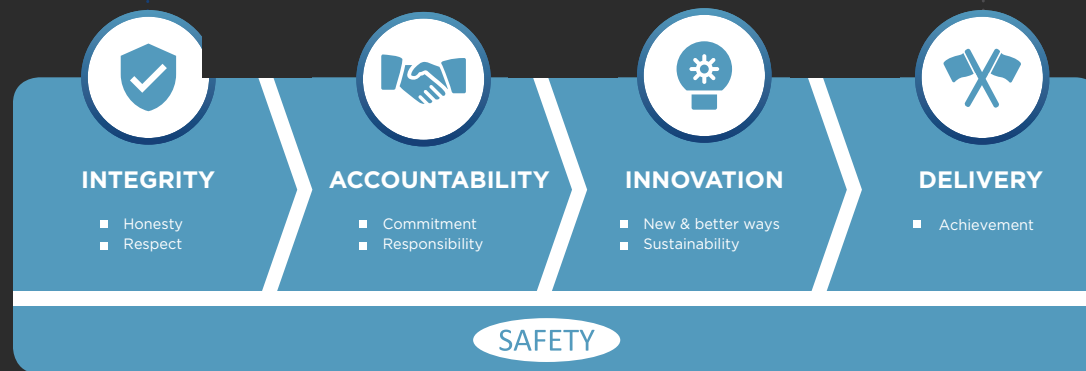 INTEGRITY
Honesty
Respect
ACCOUNTABILITY
Commitment
Responsibility
INNOVATION
New & better ways
Sustainability
DELIVERY
Achievement
SAFETY